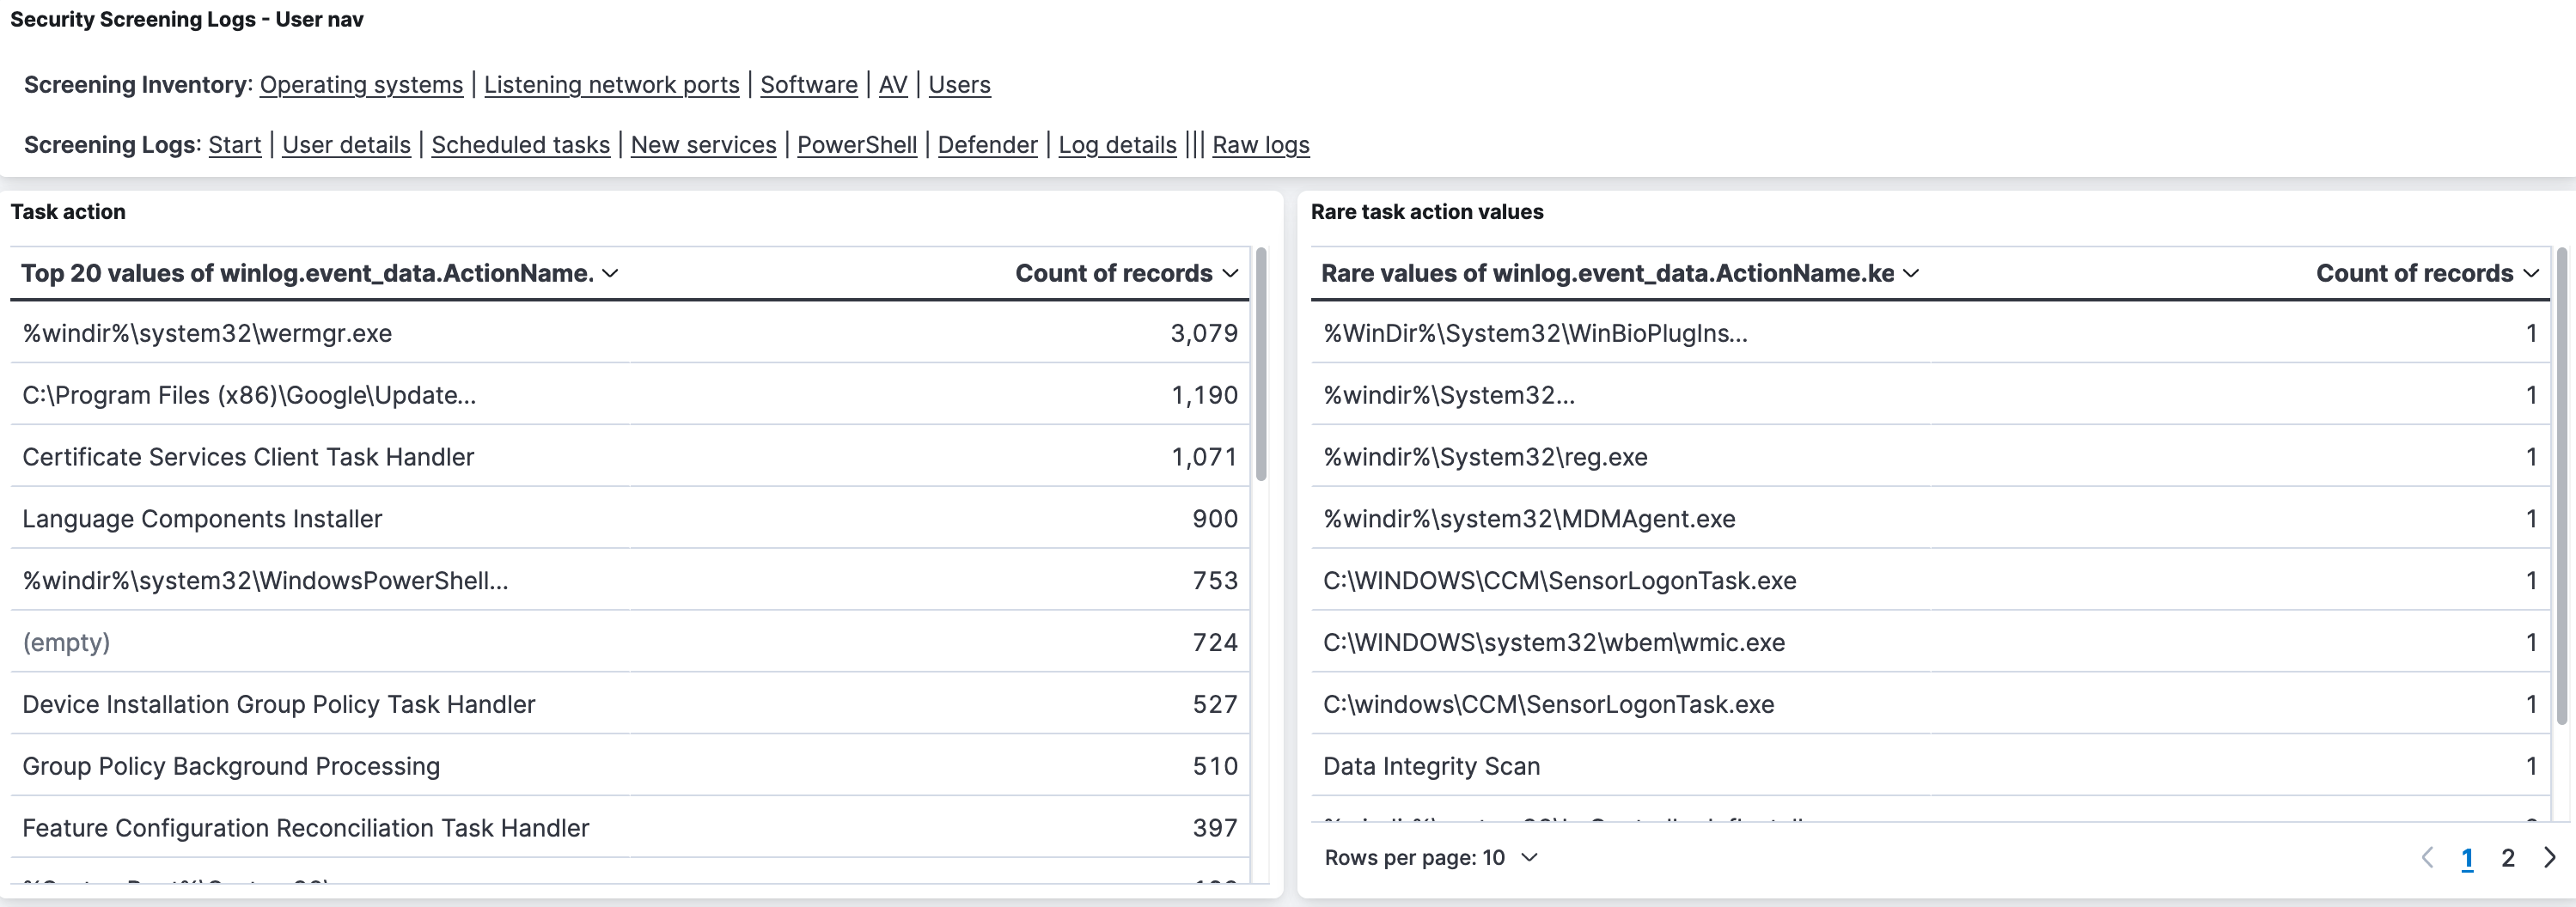 Security Screening Logs - User nav
Screening Inventory: Operating systems | Listening network ports | Software | AV | Users
Screening Logs: Start | User details | Scheduled tasks | New services | PowerShell | Defender | Log details ||| Raw logs
Task action
Top 20 values of winlog.event_data.ActionName. Count of records
%windir%\system32\wermgr.exe 3,079
C:\Program Files (x86)\Google\Update... 1,190
Certificate Services Client Task Handler 1,071
Language Components Installer 900
%windir%\system32\WindowsPowerShell... 753
(empty) 724
Device Installation Group Policy Task Handler 527
Group Policy Background Processing 510
Feature Configuration Reconciliation Task Handler 397
Rare task action values
Rare values of winlog.event_data.ActionName.ke Count of records
%WinDir%\System32\WinBioPlugIns... 1
%windir%\System32... 1
%windir%\System32\reg.exe 1
%windir%\system32\MDMAgent.exe 1
C:\WINDOWS\CCM\SensorLogonTask.exe 1
C:\WINDOWS\system32\wbem\wmic.exe 1
C:\windows\CCM\SensorLogonTask.exe 1
Data Integrity Scan 1
Rows per page: 10
1 2